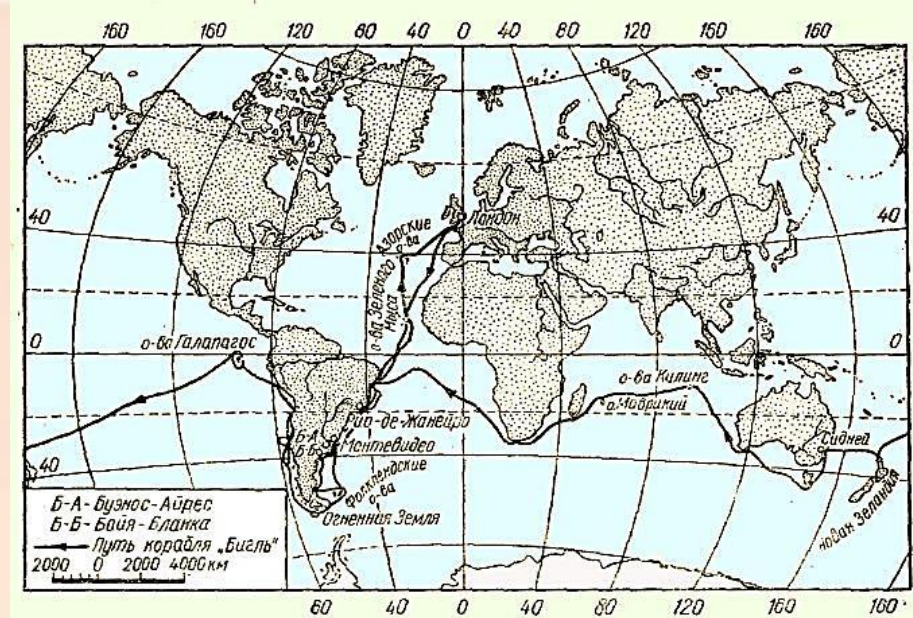 160 160 120 80 40 0 40 80 120 160 160
40
40
0
0
40
Лондон
Азорские о-ва
о-ва Зеленого Мыса
о-ва Галапагос
о-ва Килинг
о. Маврикий
Рио-де-Жанейро
Б-А
Б-Б
Монтевидео
Сидней
Фолклендские о-ва
Огненная Земля
Новая Зеландия
Б-А-Буэнос-Айрес
Б-Б-Байя-Бланка
Путь корабля „Бигль"
2000 0 2000 4000 км
80 40 0 40 80 120 160 160